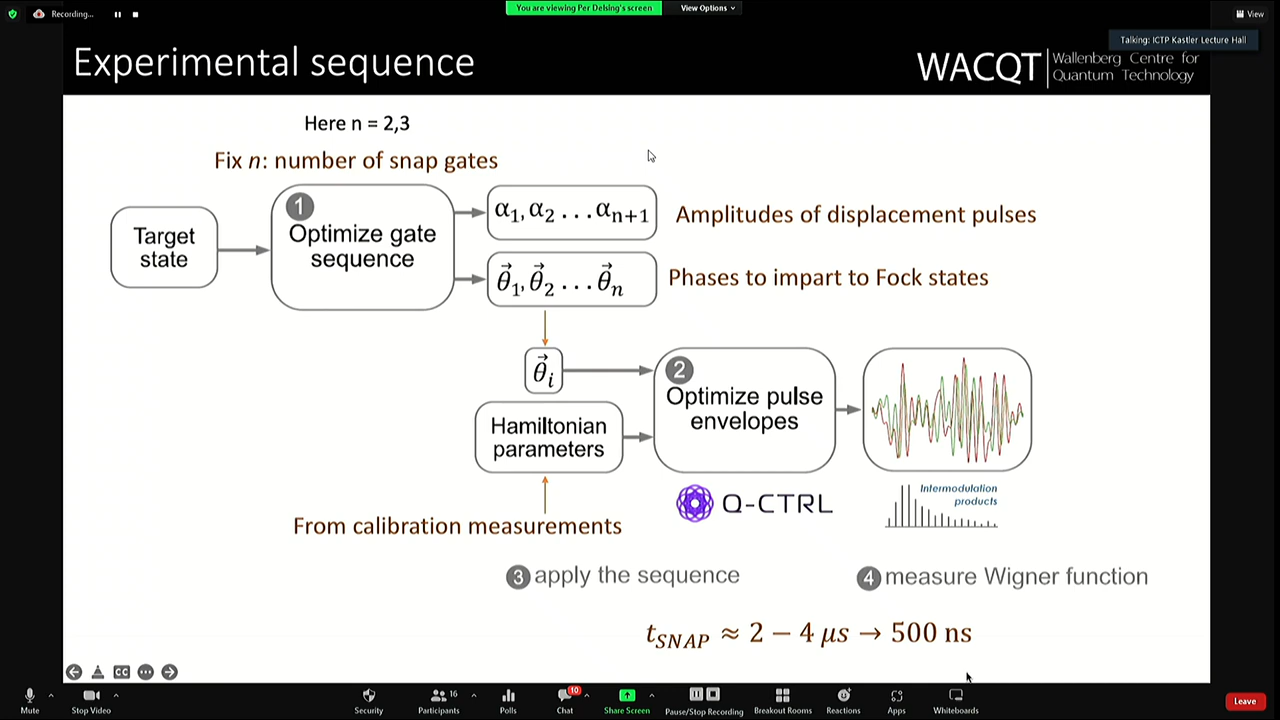 Recording...
You are viewing Per Delsing's screen
View Options
View
Talking: ICTP Kastler Lecture Hall
Experimental sequence
WACQT
Wallenberg Centre for
Quantum Technology
Here n = 2,3
Fix n: number of snap gates
Target
state
1
Optimize gate
sequence
α₁, α₂ . . . αₙ₊₁
Amplitudes of displacement pulses
θ⃗₁, θ⃗₂ . . . θ⃗ₙ
Phases to impart to Fock states
θ⃗ᵢ
2
Optimize pulse
envelopes
Hamiltonian
parameters
Q-CTRL
Intermodulation
products
From calibration measurements
3 apply the sequence
4 measure Wigner function
t_SNAP ≈ 2 − 4 μs → 500 ns
CC
Mute
Stop Video
Security
16
Participants
Polls
10
Chat
Share Screen
Pause/Stop Recording
Breakout Rooms
Reactions
Apps
Whiteboards
Leave